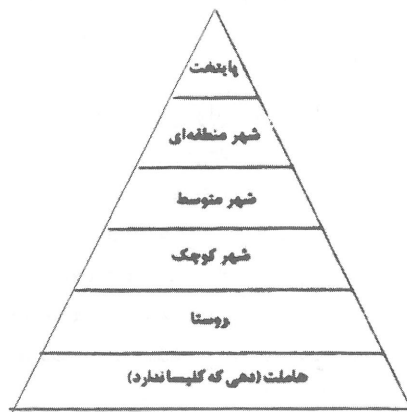 پایتخت
شهر منطقه‌ای
شهر متوسط
شهر کوچک
روستا
هاملت (دهی که کلیسا ندارد)